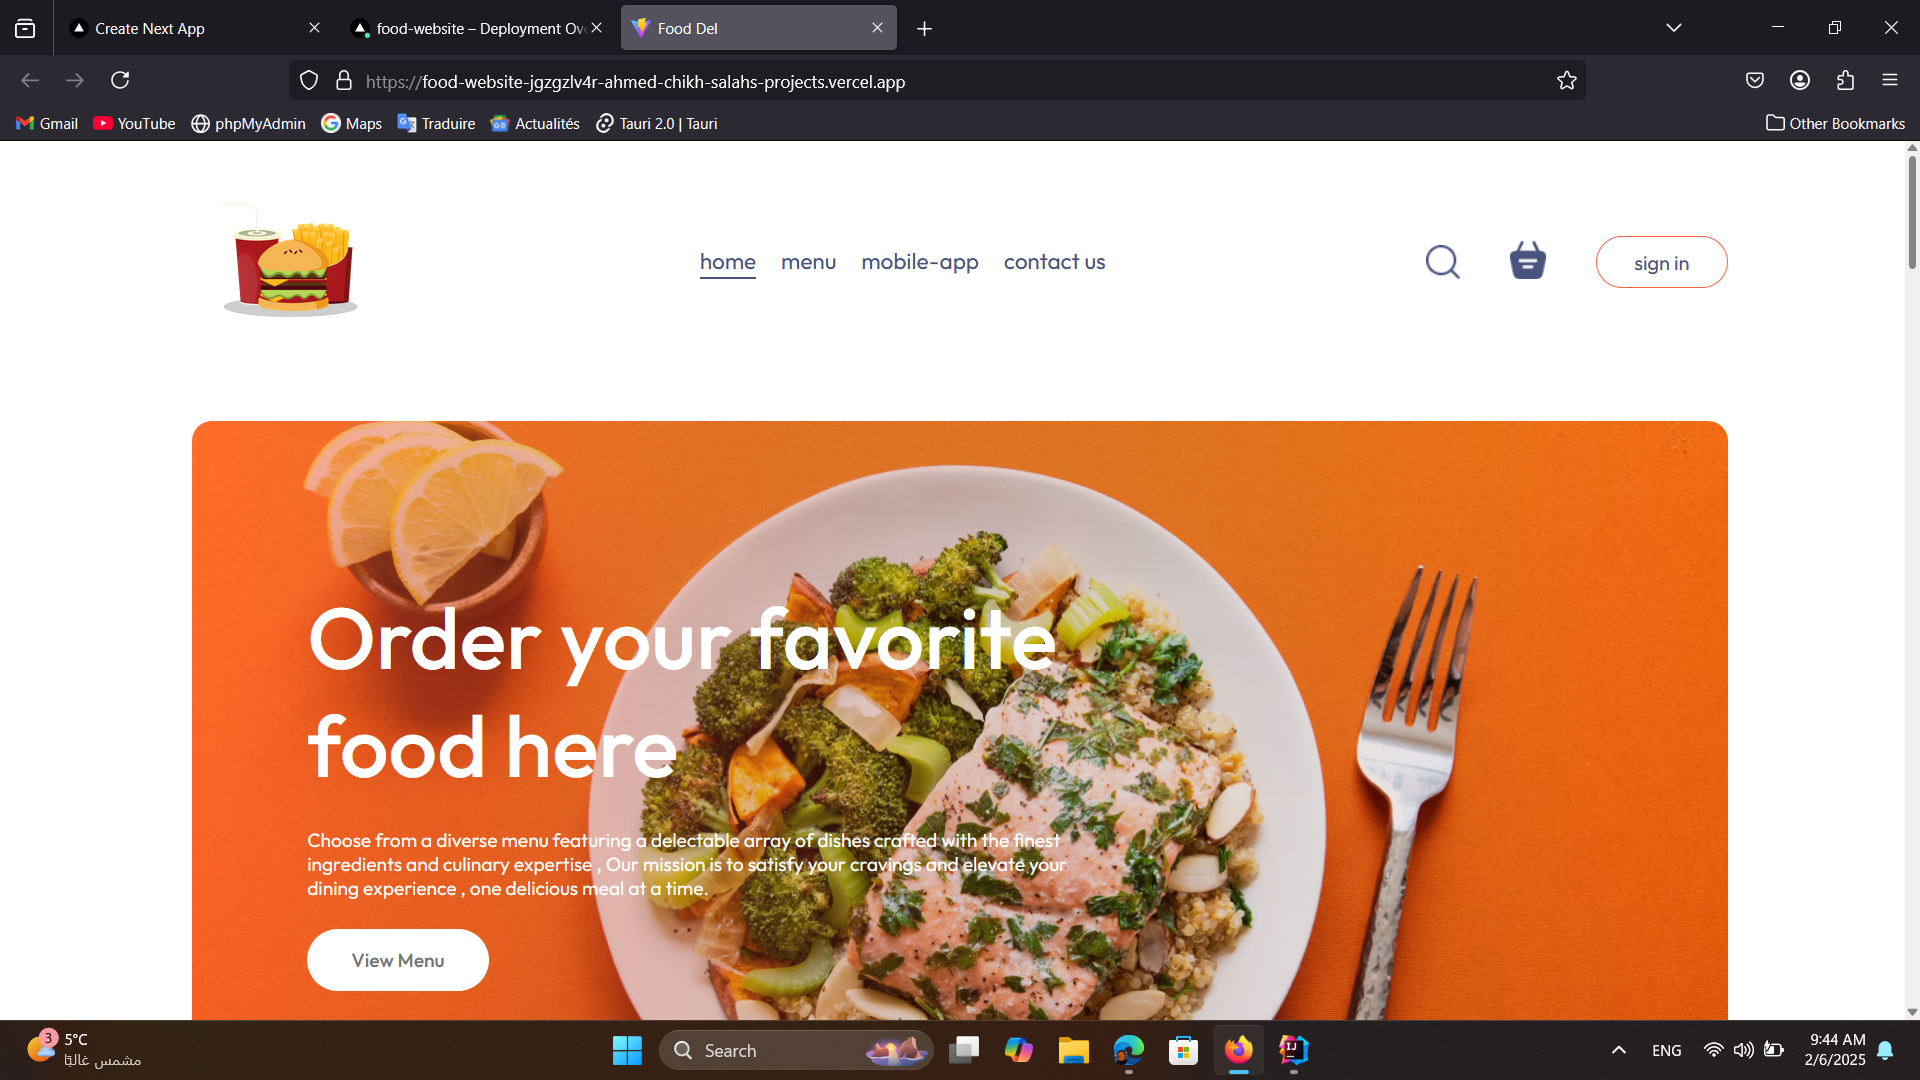 Create Next App
food-website – Deployment Ov
Food Del
https://food-website-jgzgzlv4r-ahmed-chikh-salahs-projects.vercel.app
Gmail
YouTube
phpMyAdmin
Maps
Traduire
Actualités
Tauri 2.0 | Tauri
Other Bookmarks
home
menu
mobile-app
contact us
sign in
Order your favorite
food here
Choose from a diverse menu featuring a delectable array of dishes crafted with the finest
ingredients and culinary expertise , Our mission is to satisfy your cravings and elevate your
dining experience , one delicious meal at a time.
View Menu
3
5°C
مشمس غالبًا
Search
IJ
ENG
9:44 AM
2/6/2025